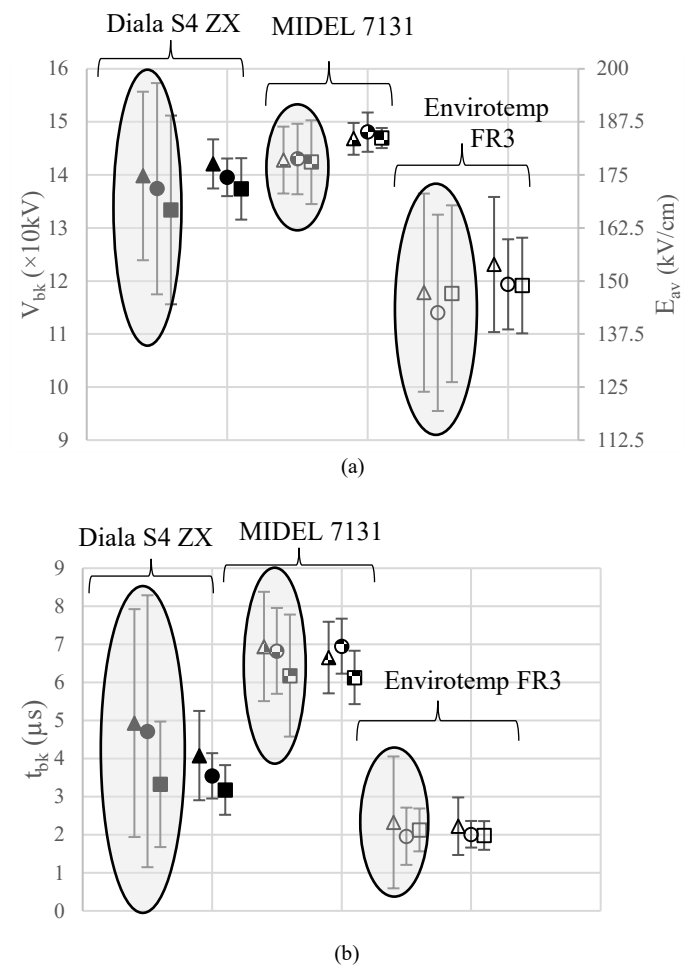 Diala S4 ZX
MIDEL 7131
Envirotemp
FR3
16
15
14
13
12
11
10
9
V_bk (×10kV)
200
187.5
175
162.5
150
137.5
125
112.5
E_av (kV/cm)
(a)
Diala S4 ZX
MIDEL 7131
Envirotemp FR3
9
8
7
6
5
4
3
2
1
0
t_bk (μs)
(b)